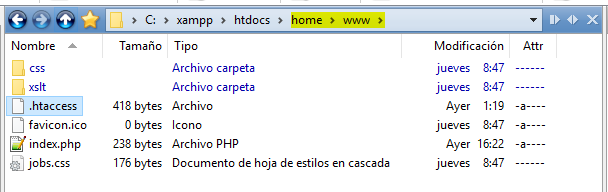 C: xampp htdocs home www
Nombre Tamaño Tipo Modificación Attr
css Archivo carpeta jueves 8:47 ------
xslt Archivo carpeta jueves 8:47 ------
.htaccess 418 bytes Archivo Ayer 1:19 -a----
favicon.ico 0 bytes Icono jueves 8:47 -a----
index.php 238 bytes Archivo PHP Ayer 16:22 -a----
jobs.css 176 bytes Documento de hoja de estilos en cascada jueves 8:47 -a----